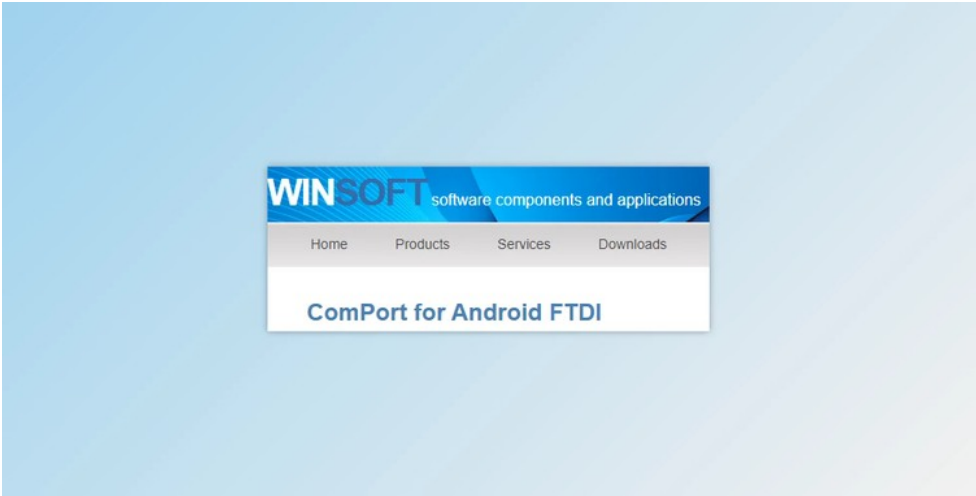 WINSOFT software components and applications
Home Products Services Downloads
ComPort for Android FTDI